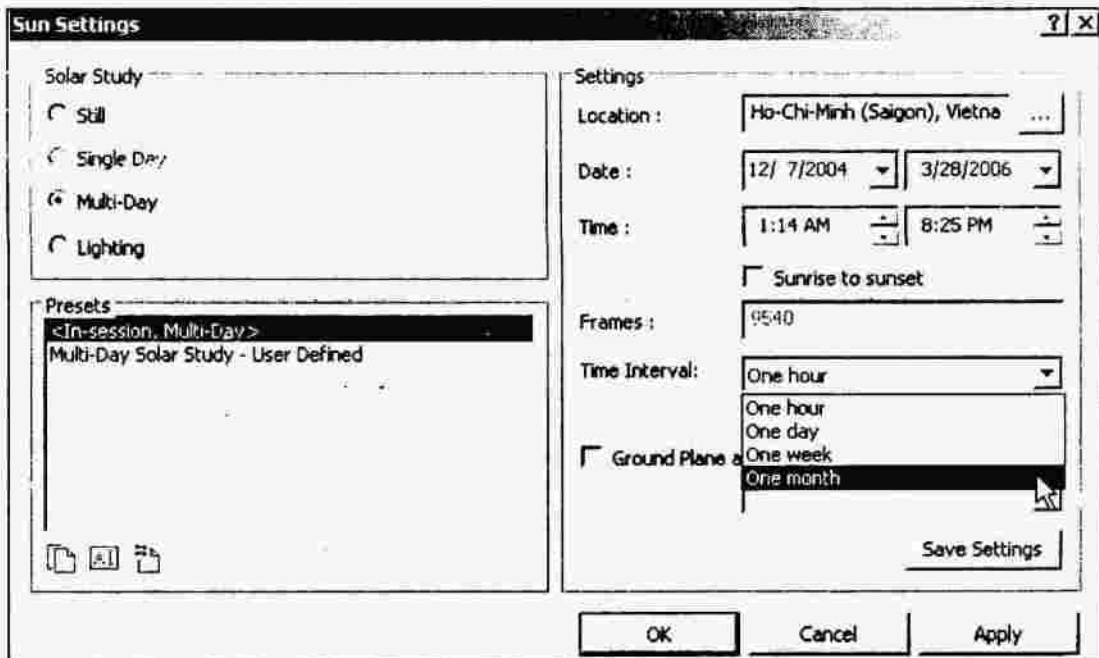 Sun Settings
? ×
Solar Study
Still
Single Day
Multi-Day
Lighting
Presets
<In-session, Multi-Day>
Multi-Day Solar Study - User Defined
AI
Settings
Location : Ho-Chi-Minh (Saigon), Vietna ...
Date : 12/ 7/2004 3/28/2006
Time : 1:14 AM 8:25 PM
Sunrise to sunset
Frames : 9540
Time Interval: One hour
One hour
One day
One week
One month
Ground Plane a
Save Settings
OK Cancel Apply